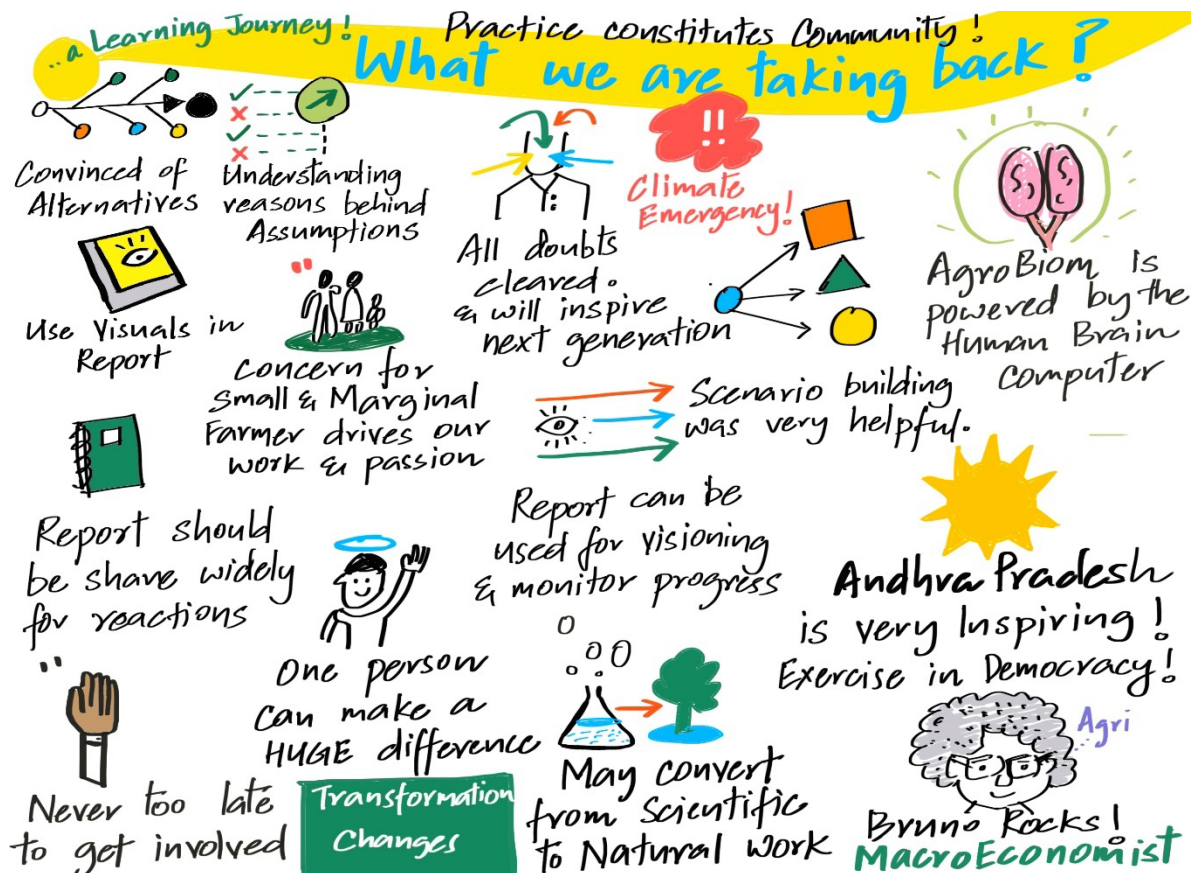 ..a Learning Journey!
Practice constitutes Community!
What we are taking back?
Convinced of
Alternatives
Understanding
reasons behind
Assumptions
All doubts
cleared.
& will inspire
next generation
!!
Climate
Emergency!
AgroBiom is
powered by the
Human Brain
Computer
Use Visuals in
Report
Concern for
Small & Marginal
Farmer drives our
work & passion
Scenario building
was very helpful.
Report should
be share widely
for reactions
One person
can make a
HUGE difference
Report can be
used for visioning
& monitor progress
Andhra Pradesh
is very Inspiring!
Exercise in Democracy!
Never too late
to get involved
Transformation
Changes
May convert
from Scientific
to Natural work
Agri
Bruno Rocks!
MacroEconomist